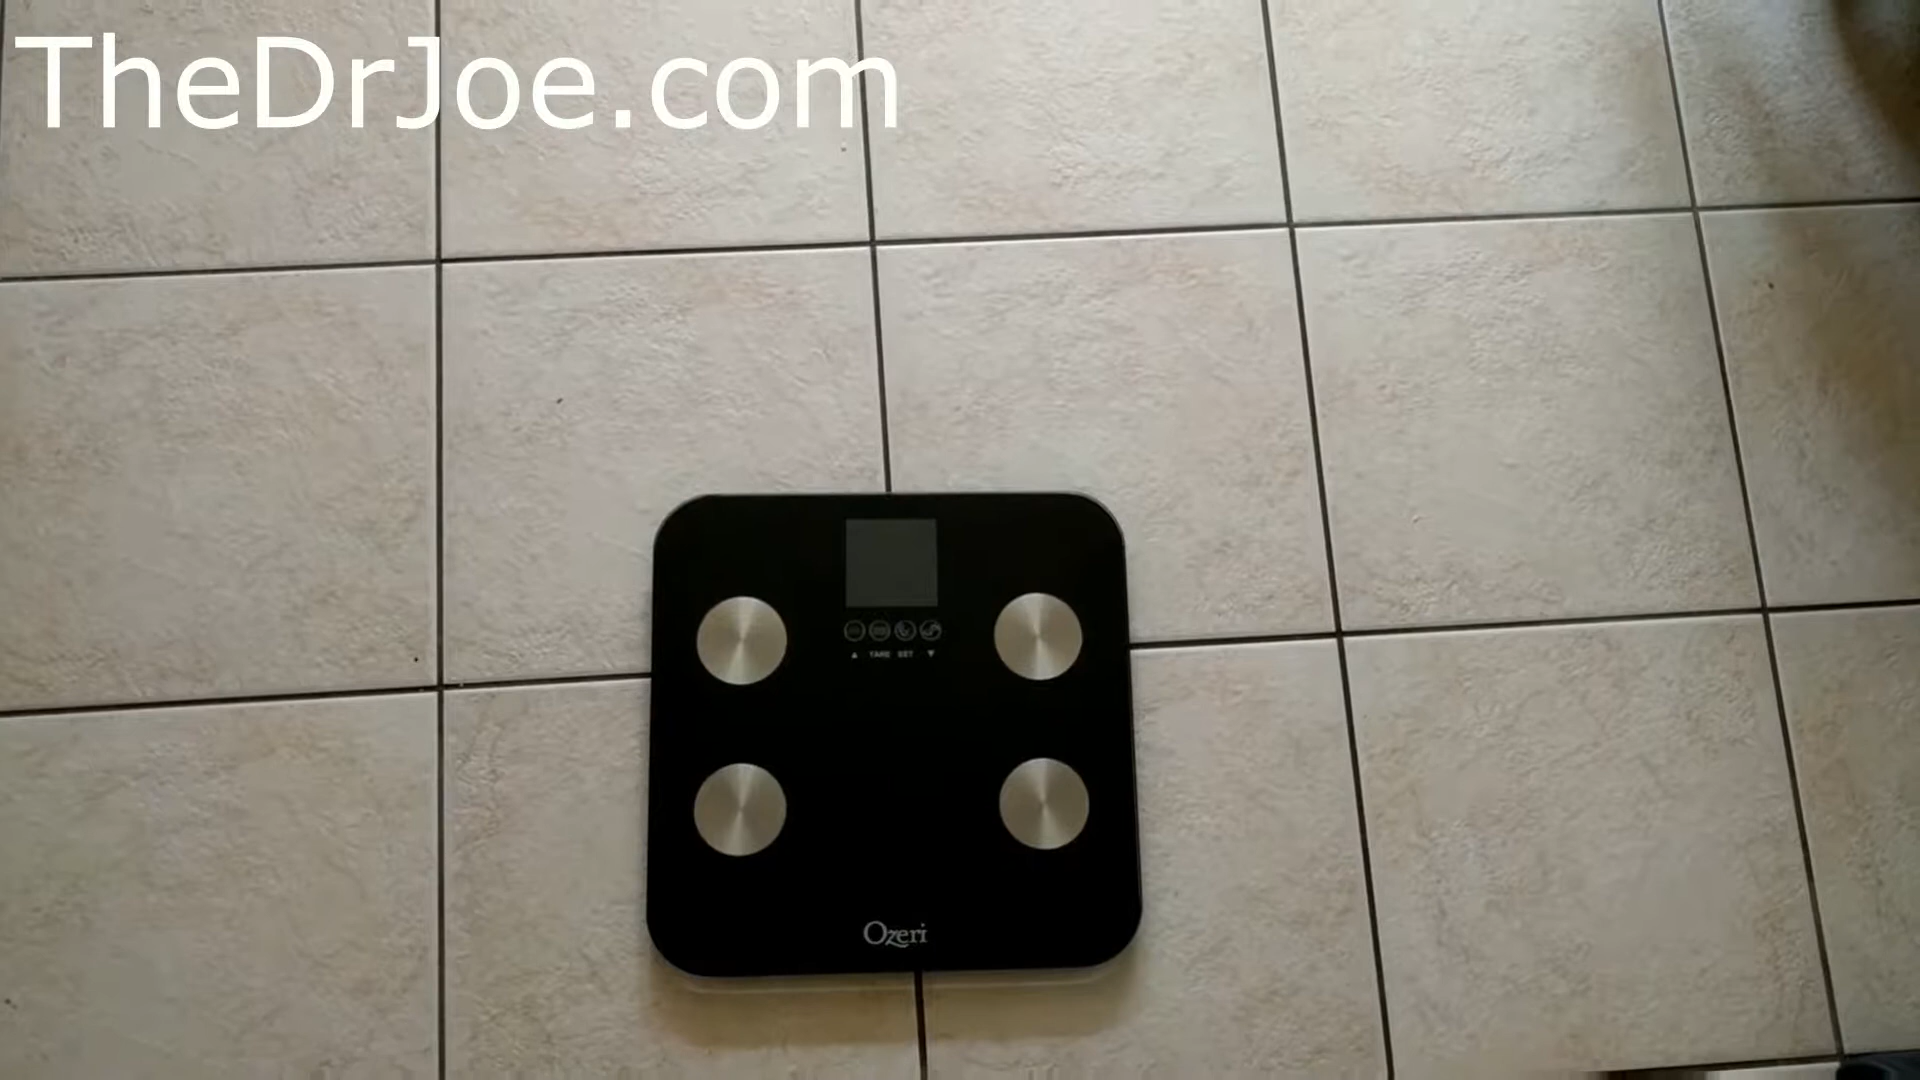 TheDrJoe.com
▲ TARE SET ▼
Ozeri